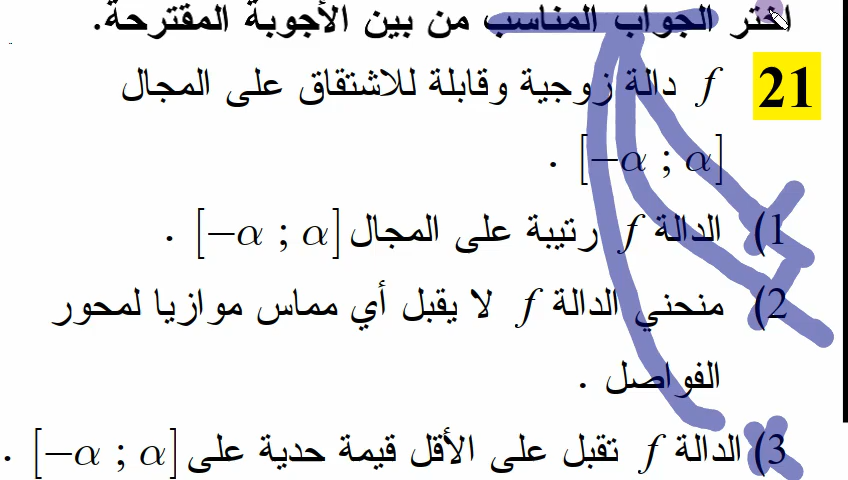 اختر الجواب المناسب من بين الأجوبة المقترحة.
21 f دالة زوجية وقابلة للاشتقاق على المجال
[−α ; α] .
1) الدالة f رتيبة على المجال [−α ; α] .
2) منحني الدالة f لا يقبل أي مماس موازيا لمحور
الفواصل .
3) الدالة f تقبل على الأقل قيمة حدية على [−α ; α] .